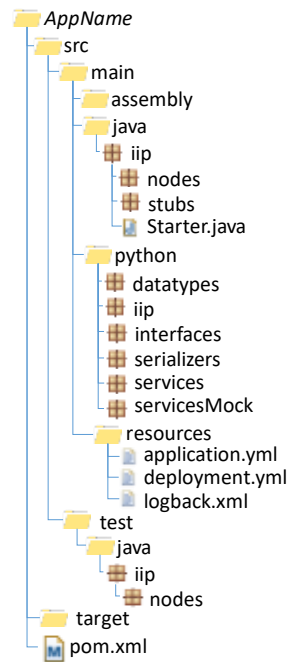 AppName
src
main
assembly
java
iip
nodes
stubs
Starter.java
python
datatypes
iip
interfaces
serializers
services
servicesMock
resources
application.yml
deployment.yml
logback.xml
test
java
iip
nodes
target
pom.xml